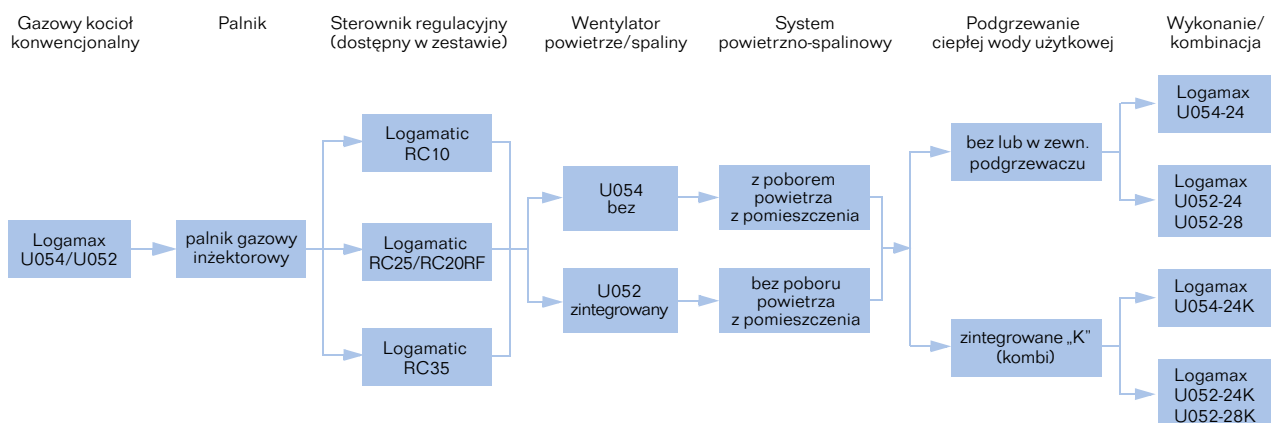 Gazowy kocioł
konwencjonalny
Palnik
Sterownik regulacyjny
(dostępny w zestawie)
Wentylator
powietrze/spaliny
System
powietrzno-spalinowy
Podgrzewanie
ciepłej wody użytkowej
Wykonanie/
kombinacja
Logamax
U054/U052
palnik gazowy
inżektorowy
Logamatic
RC10
Logamatic
RC25/RC20RF
Logamatic
RC35
U054
bez
U052
zintegrowany
z poborem
powietrza
z pomieszczenia
bez poboru
powietrza
z pomieszczenia
bez lub w zewn.
podgrzewaczu
zintegrowane „K”
(kombi)
Logamax
U054-24
Logamax
U052-24
U052-28
Logamax
U054-24K
Logamax
U052-24K
U052-28K